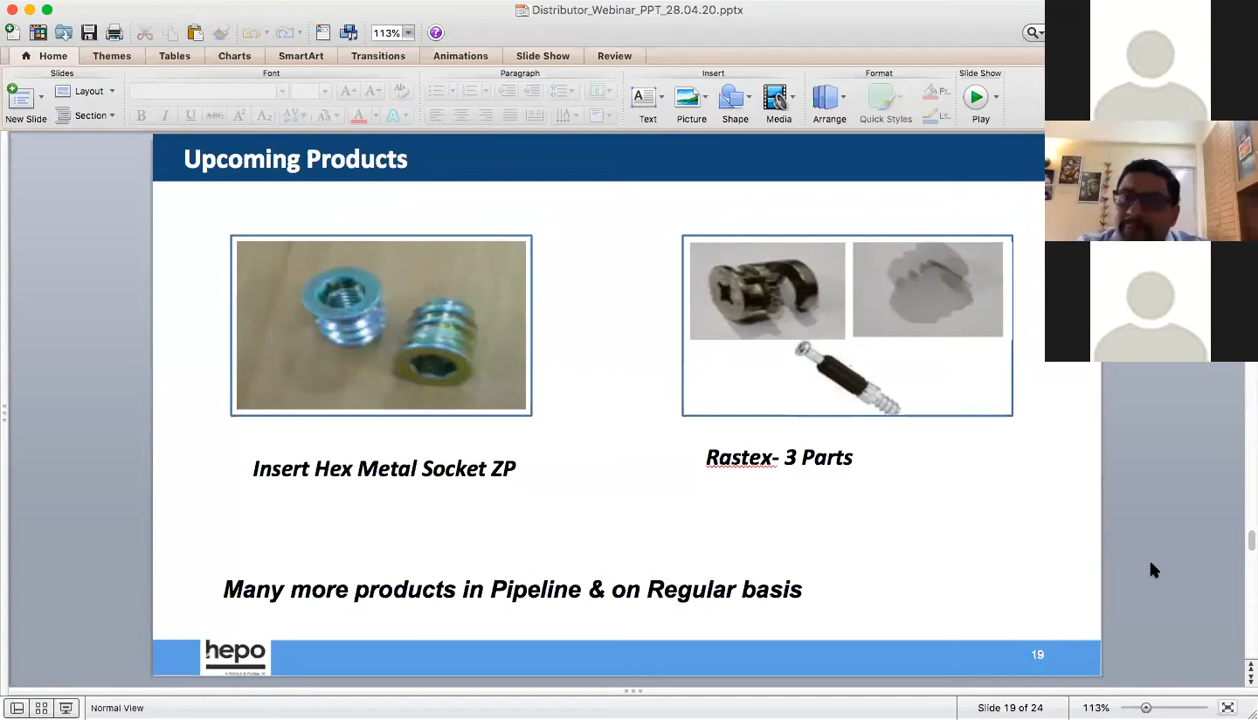 Distributor_Webinar_PPT_28.04.20.pptx
113%
Home Themes Tables Charts SmartArt Transitions Animations Slide Show Review
Slides Font Paragraph Insert Format Slide Show
New Slide Layout Section
B I U ABC
Text Picture Shape Media Arrange Quick Styles Play
Upcoming Products
Insert Hex Metal Socket ZP
Rastex- 3 Parts
Many more products in Pipeline & on Regular basis
hepo
19
Normal View Slide 19 of 24 113%